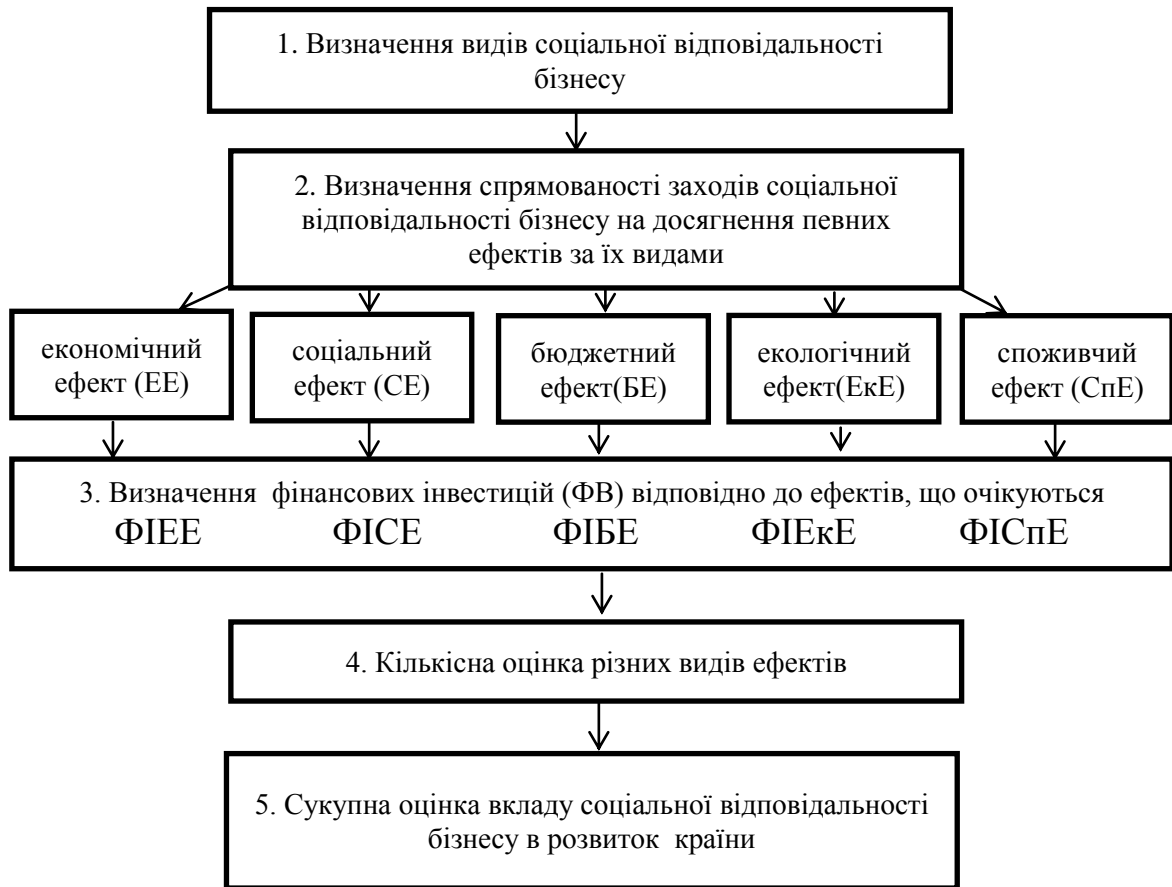 1. Визначення видів соціальної відповідальності
бізнесу
2. Визначення спрямованості заходів соціальної
відповідальності бізнесу на досягнення певних
ефектів за їх видами
економічний
ефект (ЕЕ)
соціальний
ефект (СЕ)
бюджетний
ефект(БЕ)
екологічний
ефект(ЕкЕ)
споживчий
ефект (СпЕ)
3. Визначення фінансових інвестицій (ФВ) відповідно до ефектів, що очікуються
ФІЕЕ ФІСЕ ФІБЕ ФІЕкЕ ФІСпЕ
4. Кількісна оцінка різних видів ефектів
5. Сукупна оцінка вкладу соціальної відповідальності
бізнесу в розвиток країни